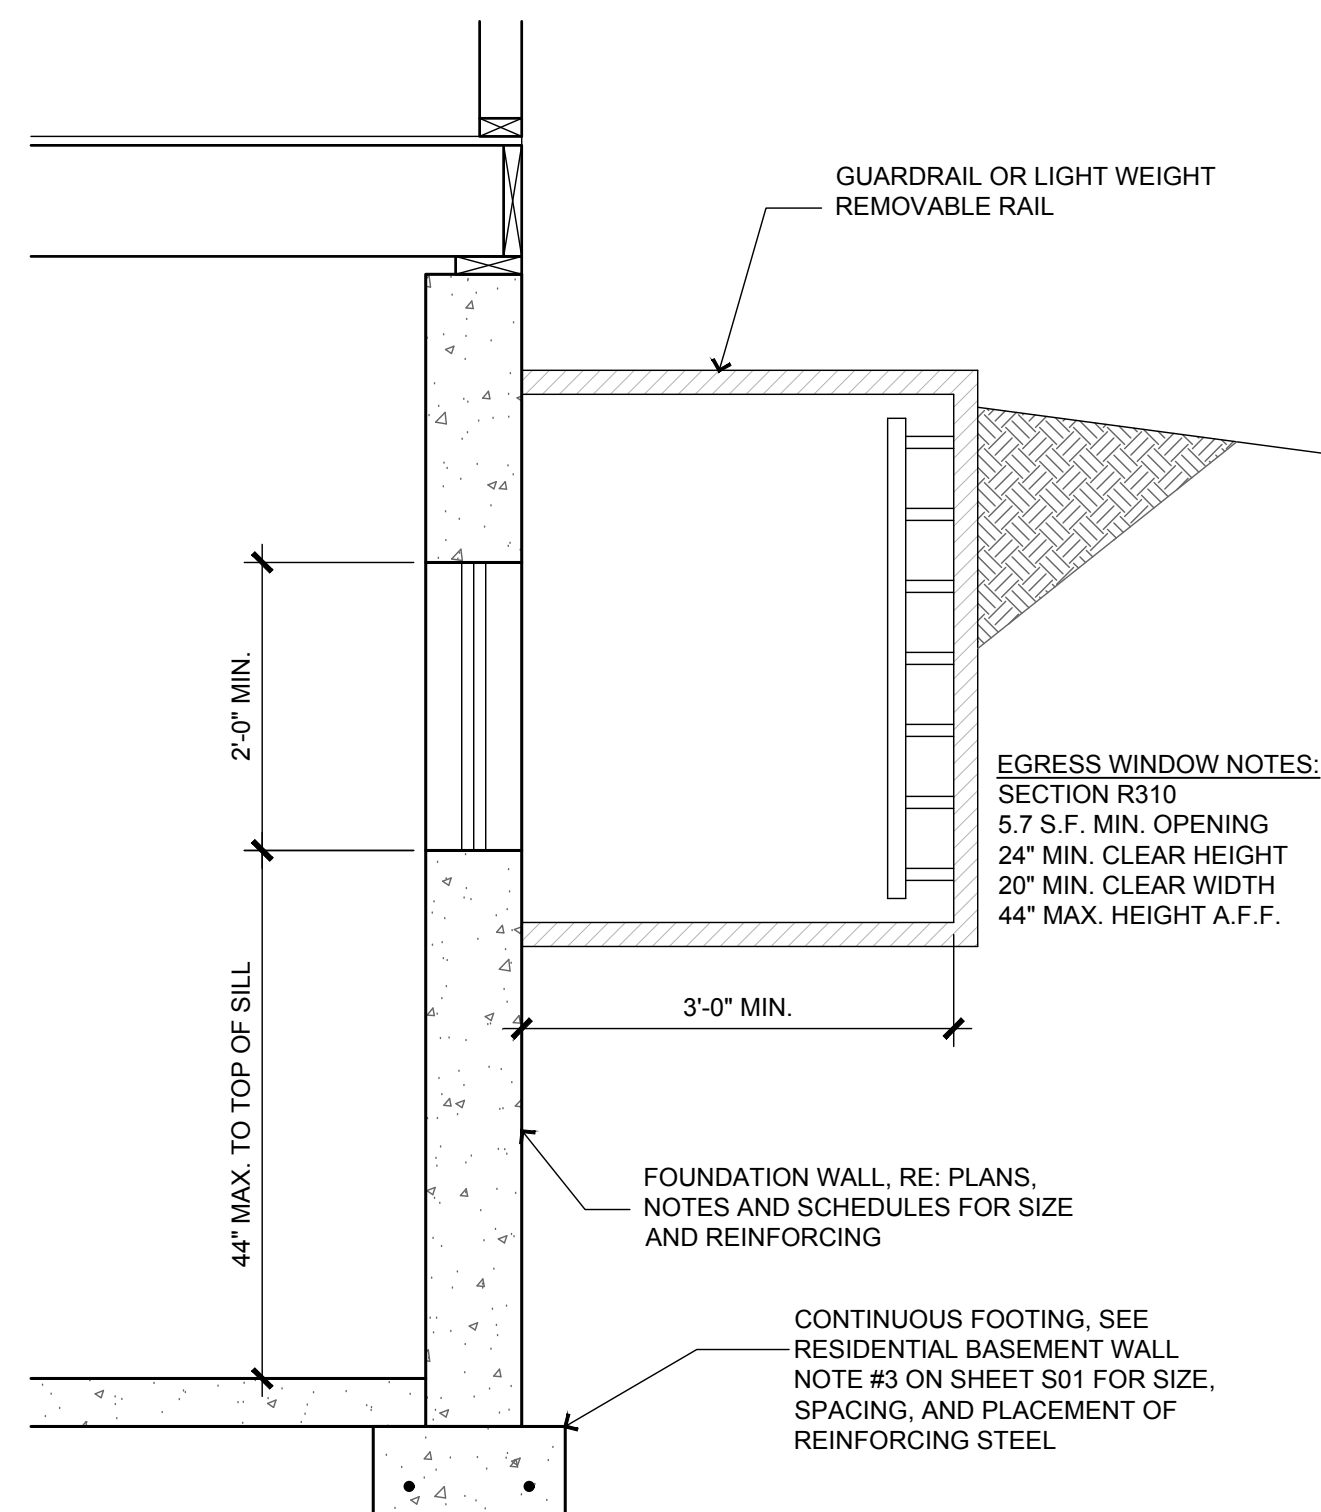 GUARDRAIL OR LIGHT WEIGHT
REMOVABLE RAIL
2'-0" MIN.
EGRESS WINDOW NOTES:
SECTION R310
5.7 S.F. MIN. OPENING
24" MIN. CLEAR HEIGHT
20" MIN. CLEAR WIDTH
44" MAX. HEIGHT A.F.F.
44" MAX. TO TOP OF SILL
3'-0" MIN.
FOUNDATION WALL, RE: PLANS,
NOTES AND SCHEDULES FOR SIZE
AND REINFORCING
CONTINUOUS FOOTING, SEE
RESIDENTIAL BASEMENT WALL
NOTE #3 ON SHEET S01 FOR SIZE,
SPACING, AND PLACEMENT OF
REINFORCING STEEL